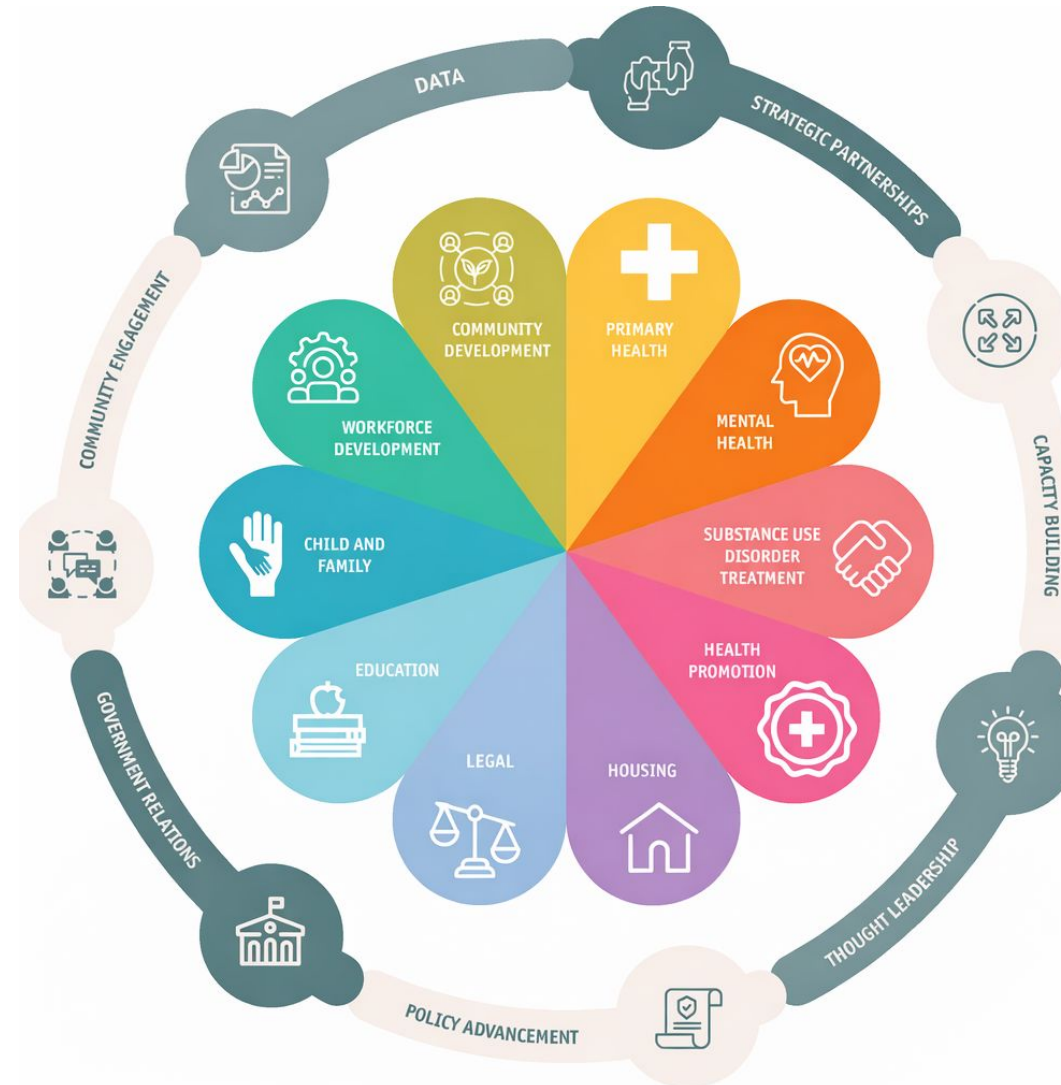 DATA
STRATEGIC PARTNERSHIPS
CAPACITY BUILDING
THOUGHT LEADERSHIP
POLICY ADVANCEMENT
GOVERNMENT RELATIONS
COMMUNITY ENGAGEMENT
COMMUNITY
DEVELOPMENT
PRIMARY
HEALTH
MENTAL
HEALTH
SUBSTANCE USE
DISORDER
TREATMENT
HEALTH
PROMOTION
HOUSING
LEGAL
EDUCATION
CHILD AND
FAMILY
WORKFORCE
DEVELOPMENT